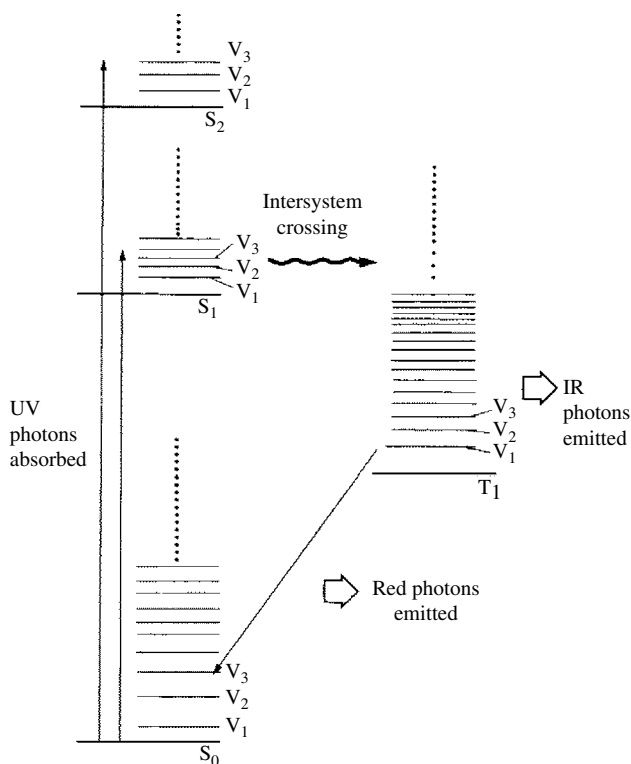 V3
V2
V1
S2
Intersystem
crossing
V3
V2
V1
S1
UV
photons
absorbed
IR
photons
emitted
V3
V2
V1
T1
Red photons
emitted
V3
V2
V1
S0